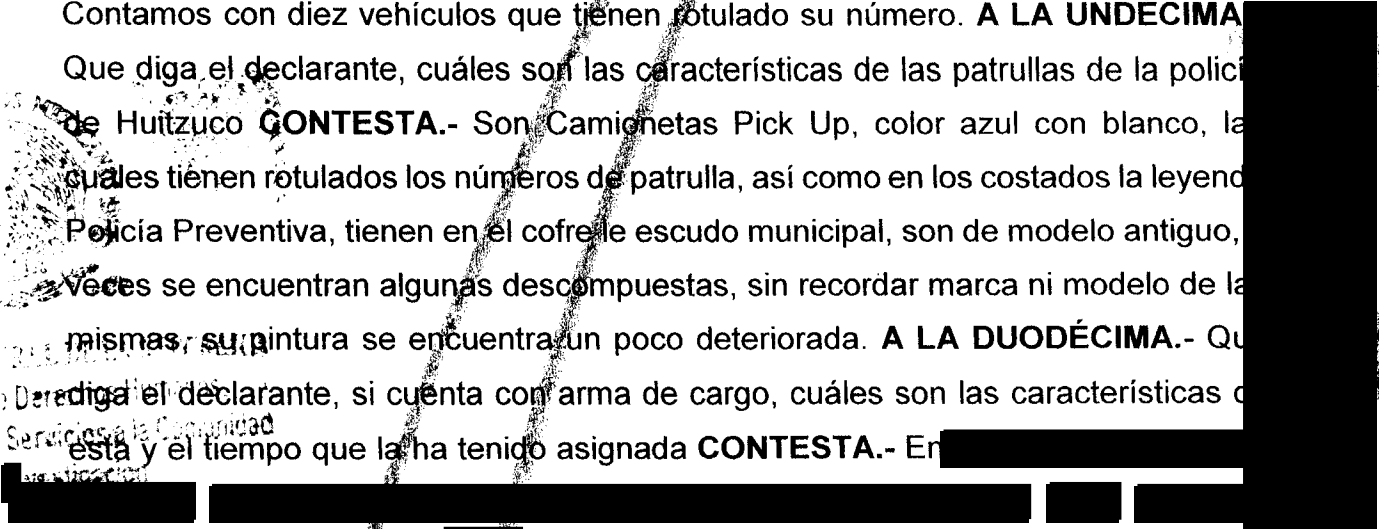 Contamos con diez vehículos que tienen rotulado su número. A LA UNDECIMA
Que diga el declarante, cuáles son las características de las patrullas de la polici
de Huitzuco CONTESTA.- Son Camionetas Pick Up, color azul con blanco, la
cuales tienen rotulados los números de patrulla, así como en los costados la leyend
Policía Preventiva, tienen en el cofre le escudo municipal, son de modelo antiguo,
veces se encuentran algunas descompuestas, sin recordar marca ni modelo de la
mismas, su pintura se encuentra un poco deteriorada. A LA DUODÉCIMA.- Qu
diga el declarante, si cuenta con arma de cargo, cuáles son las características d
esta y el tiempo que la ha tenido asignada CONTESTA.- En